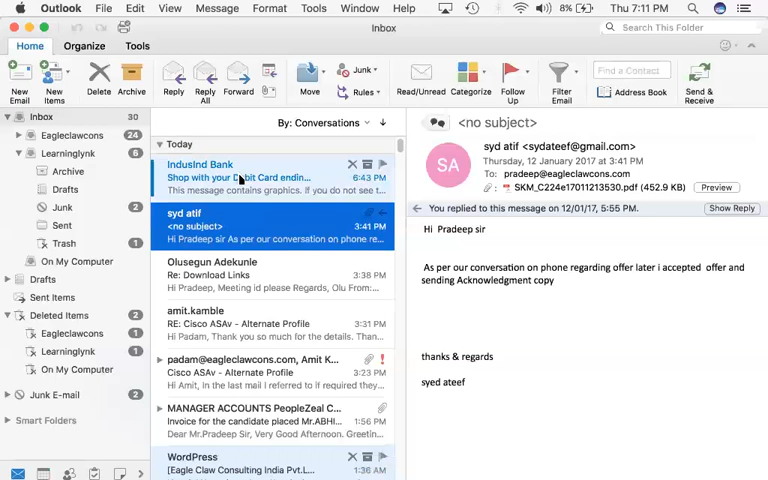 Outlook File Edit View Message Format Tools Window Help 8% Thu 7:11 PM
Inbox
Search This Folder
Home Organize Tools
New Email
New Items
Delete
Archive
Reply
Reply All
Forward
Move
Junk
Rules
Read/Unread
Categorize
Follow Up
Filter Email
Find a Contact
Address Book
Send & Receive
Inbox 30
Eagleclawcons 24
Learninglynk 6
Archive
Drafts
Junk 2
Sent
Trash 3
On My Computer
Drafts
Sent Items
Deleted Items 2
Eagleclawcons 1
Learninglynk 1
On My Computer
Junk E-mail 2
Smart Folders
By: Conversations
Today
IndusInd Bank
Shop with your Debit Card endin... 6:43 PM
This message contains graphics. If you do not see t...
syd atif
<no subject> 3:41 PM
Hi Pradeep sir As per our conversation on phone re...
Olusegun Adekunle
Re: Download Links 3:38 PM
Hi Pradeep, Meeting id please Regards, Olu From:...
amit.kamble
RE: Cisco ASAv - Alternate Profile 3:31 PM
Hi Padam, Thank you so much for the details. Than...
padam@eagleclawcons.com, Amit K...
Cisco ASAv - Alternate Profile 3:23 PM
Hi Amit, In the last mail I referred to if required they...
MANAGER ACCOUNTS PeopleZeal C...
Invoice for the candidate placed Mr.ABHI... 1:56 PM
Dear Mr.Pradeep Sir, Very Good Afternoon. Greetin...
WordPress
[Eagle Claw Consulting India Pvt.L... 1:36 AM
<no subject>
SA
syd atif <sydateef@gmail.com>
Thursday, 12 January 2017 at 3:41 PM
To: pradeep@eagleclawcons.com
SKM_C224e17011213530.pdf (452.9 KB) Preview
You replied to this message on 12/01/17, 5:55 PM. Show Reply
Hi Pradeep sir
As per our conversation on phone regarding offer later i accepted offer and
sending Acknowledgment copy
thanks & regards
syed ateef